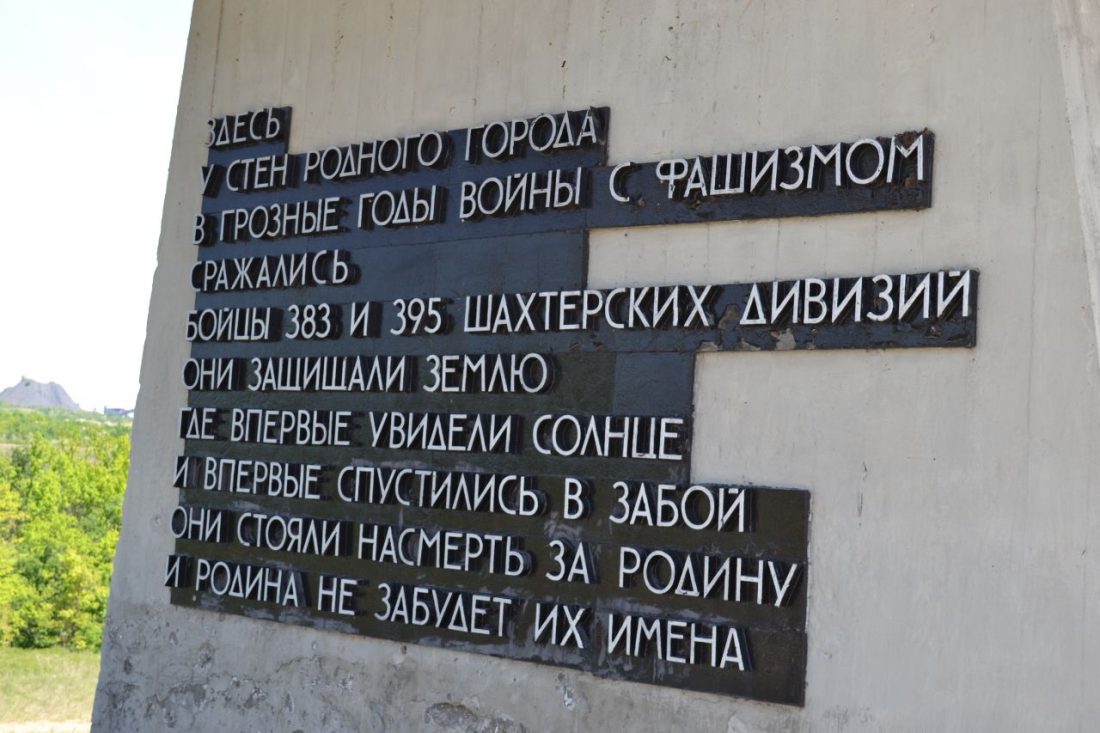 ЗДЕСЬ
У СТЕН РОДНОГО ГОРОДА
В ГРОЗНЫЕ ГОДЫ ВОЙНЫ С ФАШИЗМОМ
СРАЖАЛИСЬ
БОЙЦЫ 383 И 395 ШАХТЕРСКИХ ДИВИЗИЙ
ОНИ ЗАЩИЩАЛИ ЗЕМЛЮ
ГДЕ ВПЕРВЫЕ УВИДЕЛИ СОЛНЦЕ
И ВПЕРВЫЕ СПУСТИЛИСЬ В ЗАБОЙ
ОНИ СТОЯЛИ НАСМЕРТЬ ЗА РОДИНУ
И РОДИНА НЕ ЗАБУДЕТ ИХ ИМЕНА